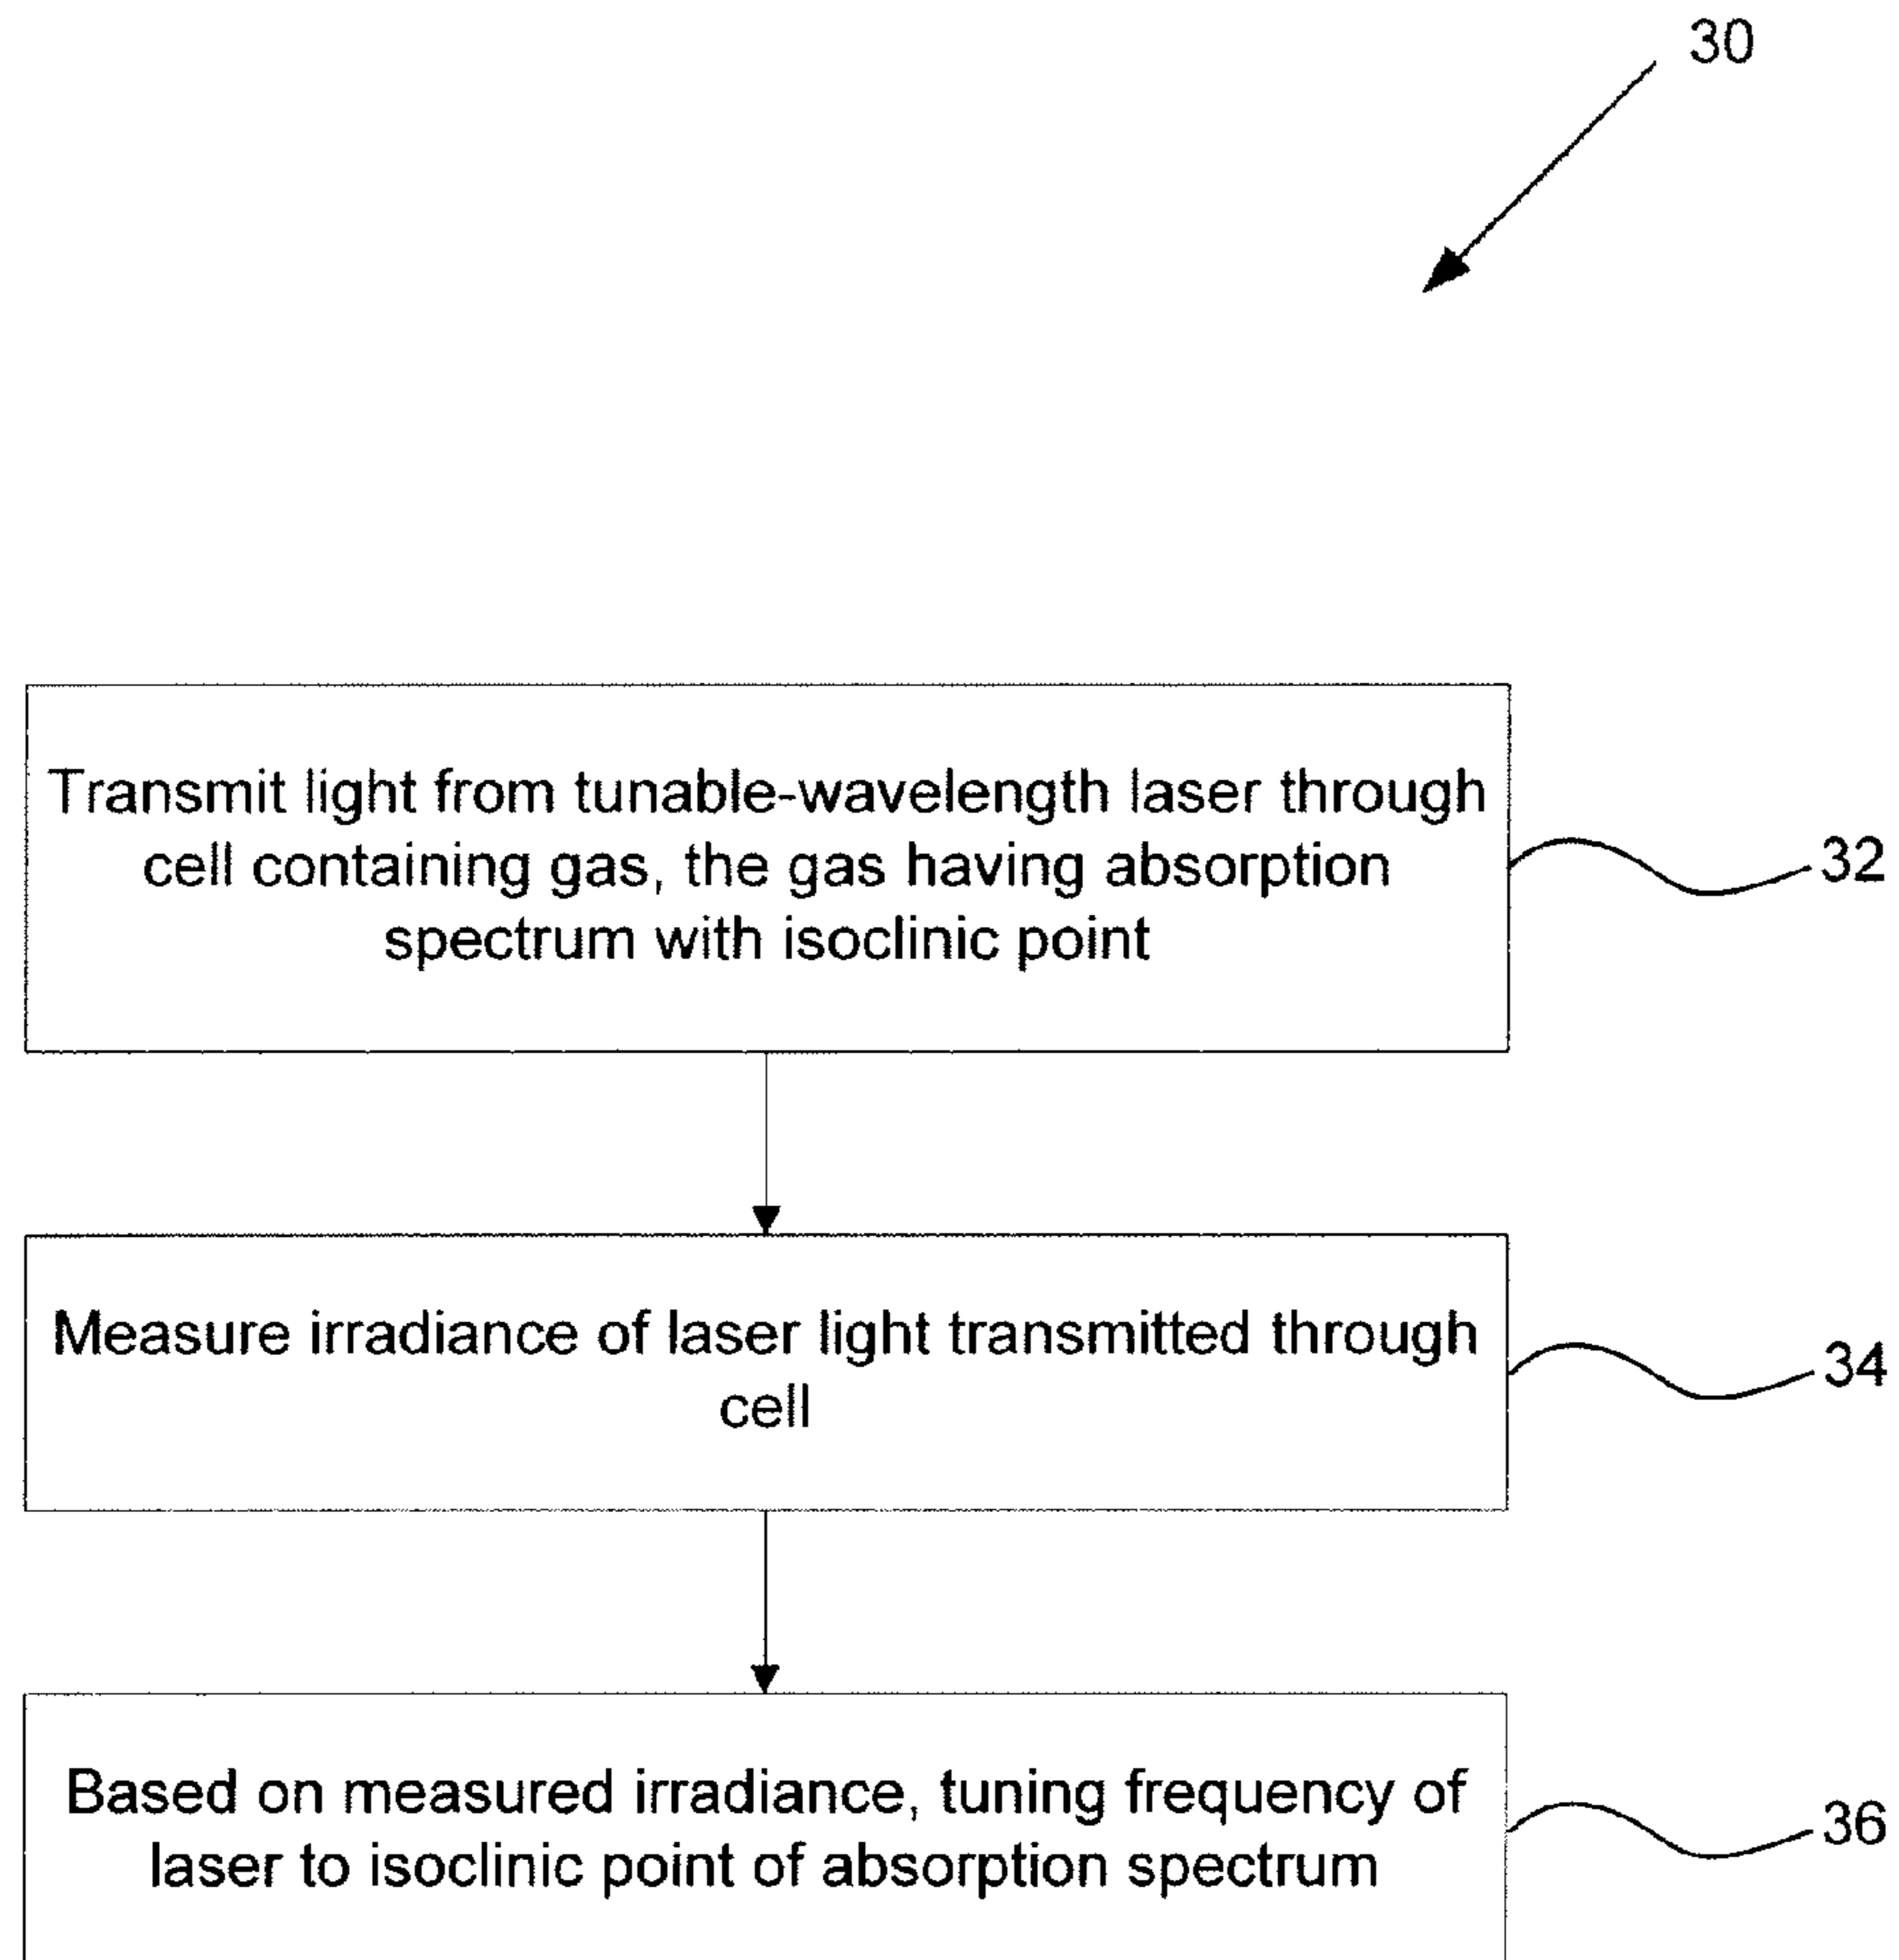 30
Transmit light from tunable-wavelength laser through
cell containing gas, the gas having absorption
spectrum with isoclinic point
32
Measure irradiance of laser light transmitted through
cell
34
Based on measured irradiance, tuning frequency of
laser to isoclinic point of absorption spectrum
36